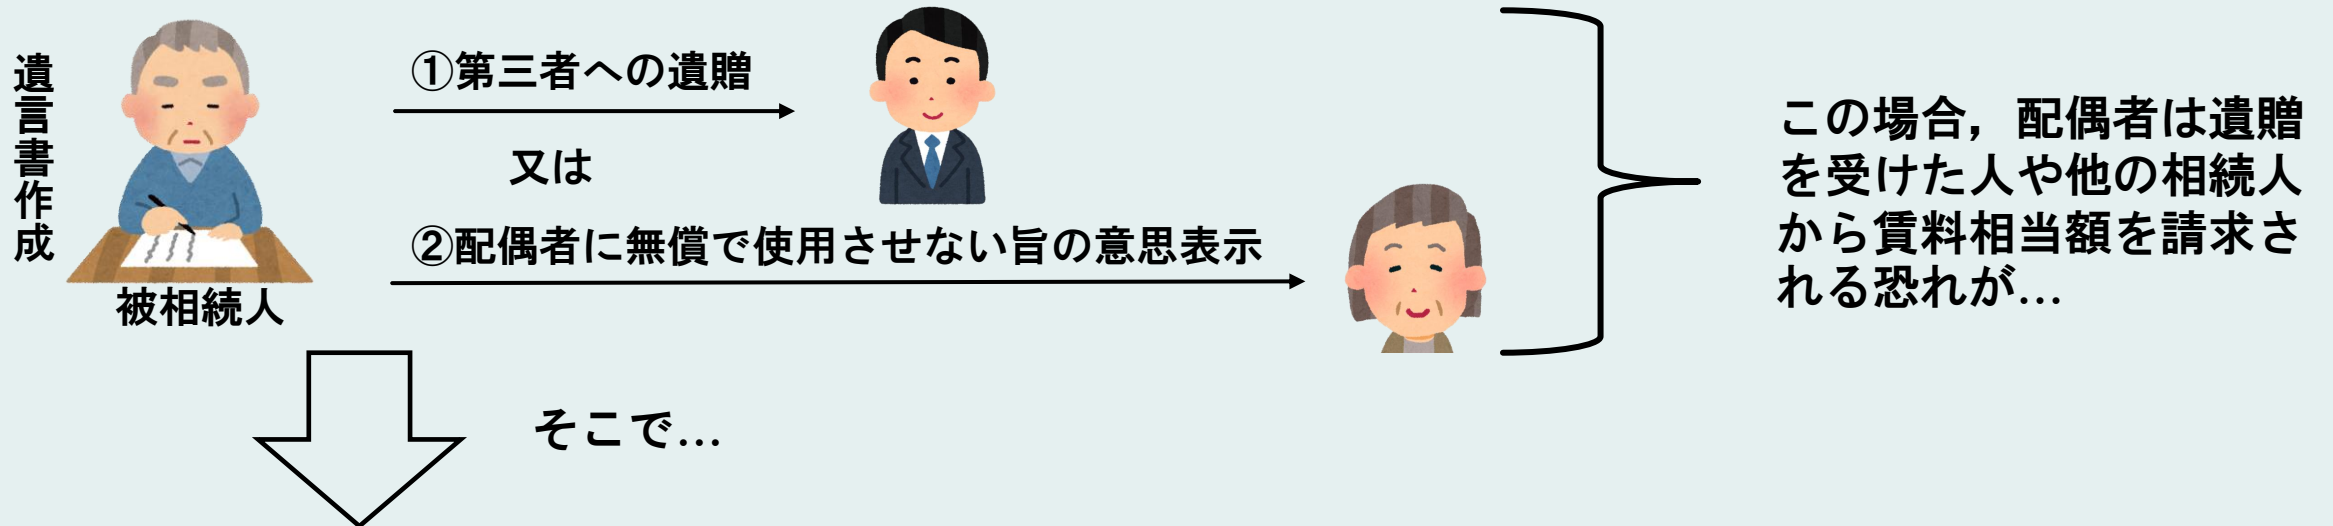 遺言書作成
被相続人
①第三者への遺贈
又は
②配偶者に無償で使用させない旨の意思表示
この場合，配偶者は遺贈
を受けた人や他の相続人
から賃料相当額を請求さ
れる恐れが…
そこで…